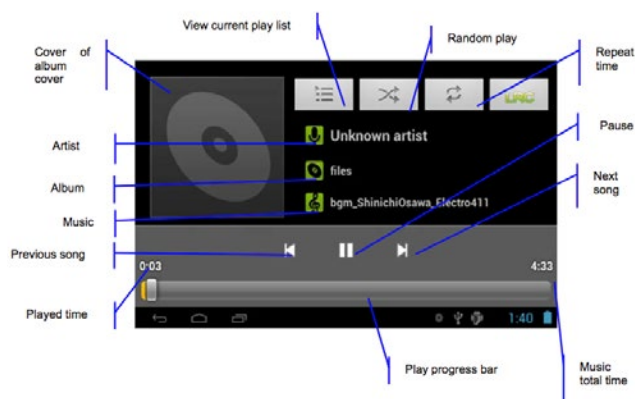 View current play list
Random play
Cover of
album
cover
Repeat
time
Pause
Artist
Unknown artist
Album
files
Next
song
Music
bgm_ShinichiOsawa_Electro411
Previous song
0:03
4:33
Played time
1:40
Play progress bar
Music
total time